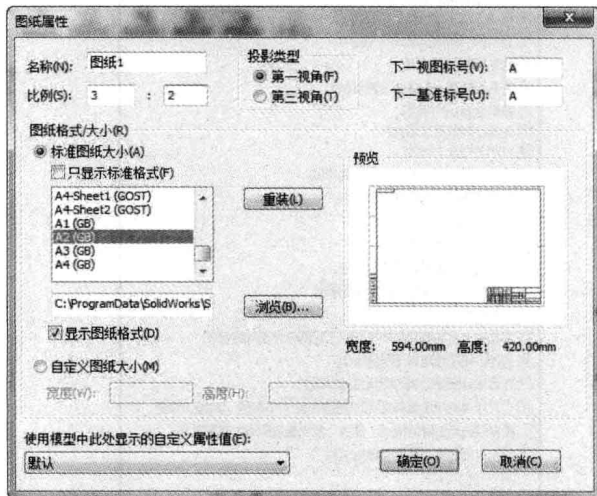 图纸属性
名称(N): 图纸1
比例(S): 3 : 2
投影类型
第一视角(F)
第三视角(T)
下一视图标号(V): A
下一基准标号(U): A
图纸格式/大小(R)
标准图纸大小(A)
只显示标准格式(F)
A4-Sheet1 (GOST)
A4-Sheet2 (GOST)
A1 (GB)
A2 (GB)
A3 (GB)
A4 (GB)
重装(L)
C:\ProgramData\SolidWorks\S
浏览(B)...
显示图纸格式(D)
自定义图纸大小(M)
宽度(W): 高度(H):
预览
宽度: 594.00mm 高度: 420.00mm
使用模型中此处显示的自定义属性值(E):
默认
确定(O)
取消(C)